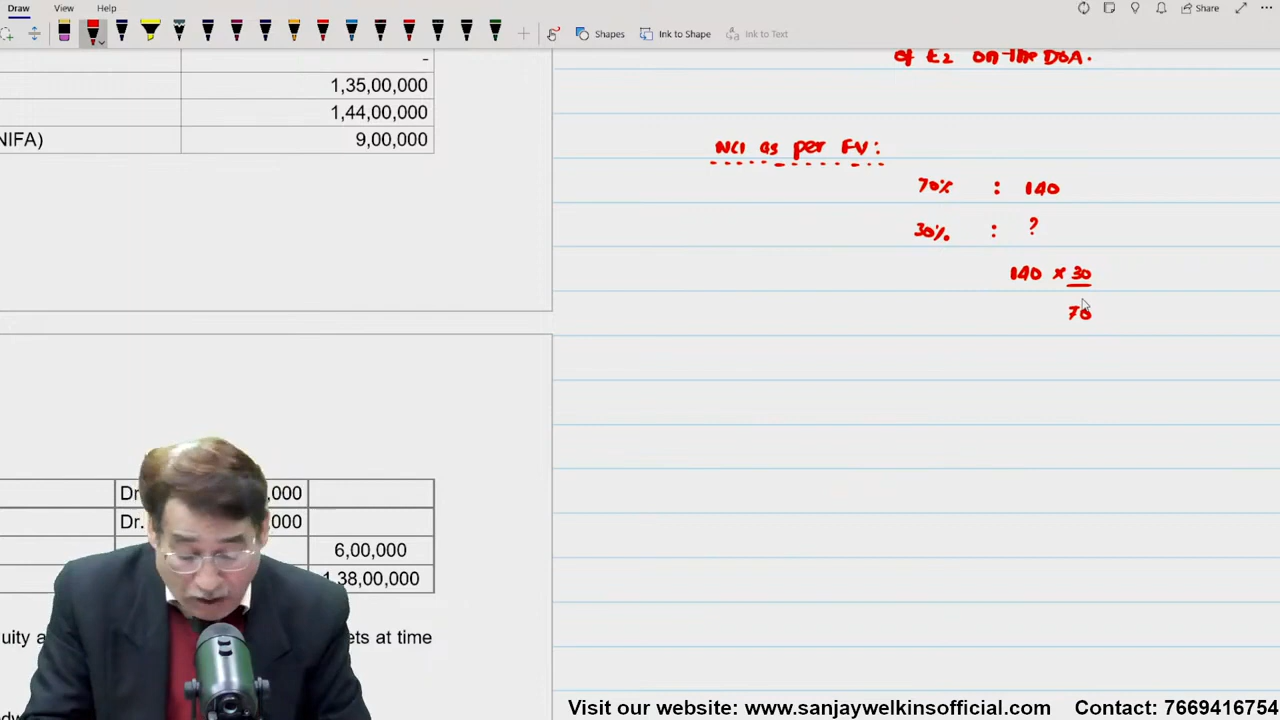 Draw View Help Share
Shapes Ink to Shape Ink to Text
-
1,35,00,000
1,44,00,000
NIFA) 9,00,000
Dr ,000
Dr. ,000
6,00,000
1,38,00,000
uity a ets at time
of E2 on the DOA.
NCI as per FV:
70% : 140
30% : ?
140 x 30
70
Visit our website: www.sanjaywelkinsofficial.com Contact: 7669416754